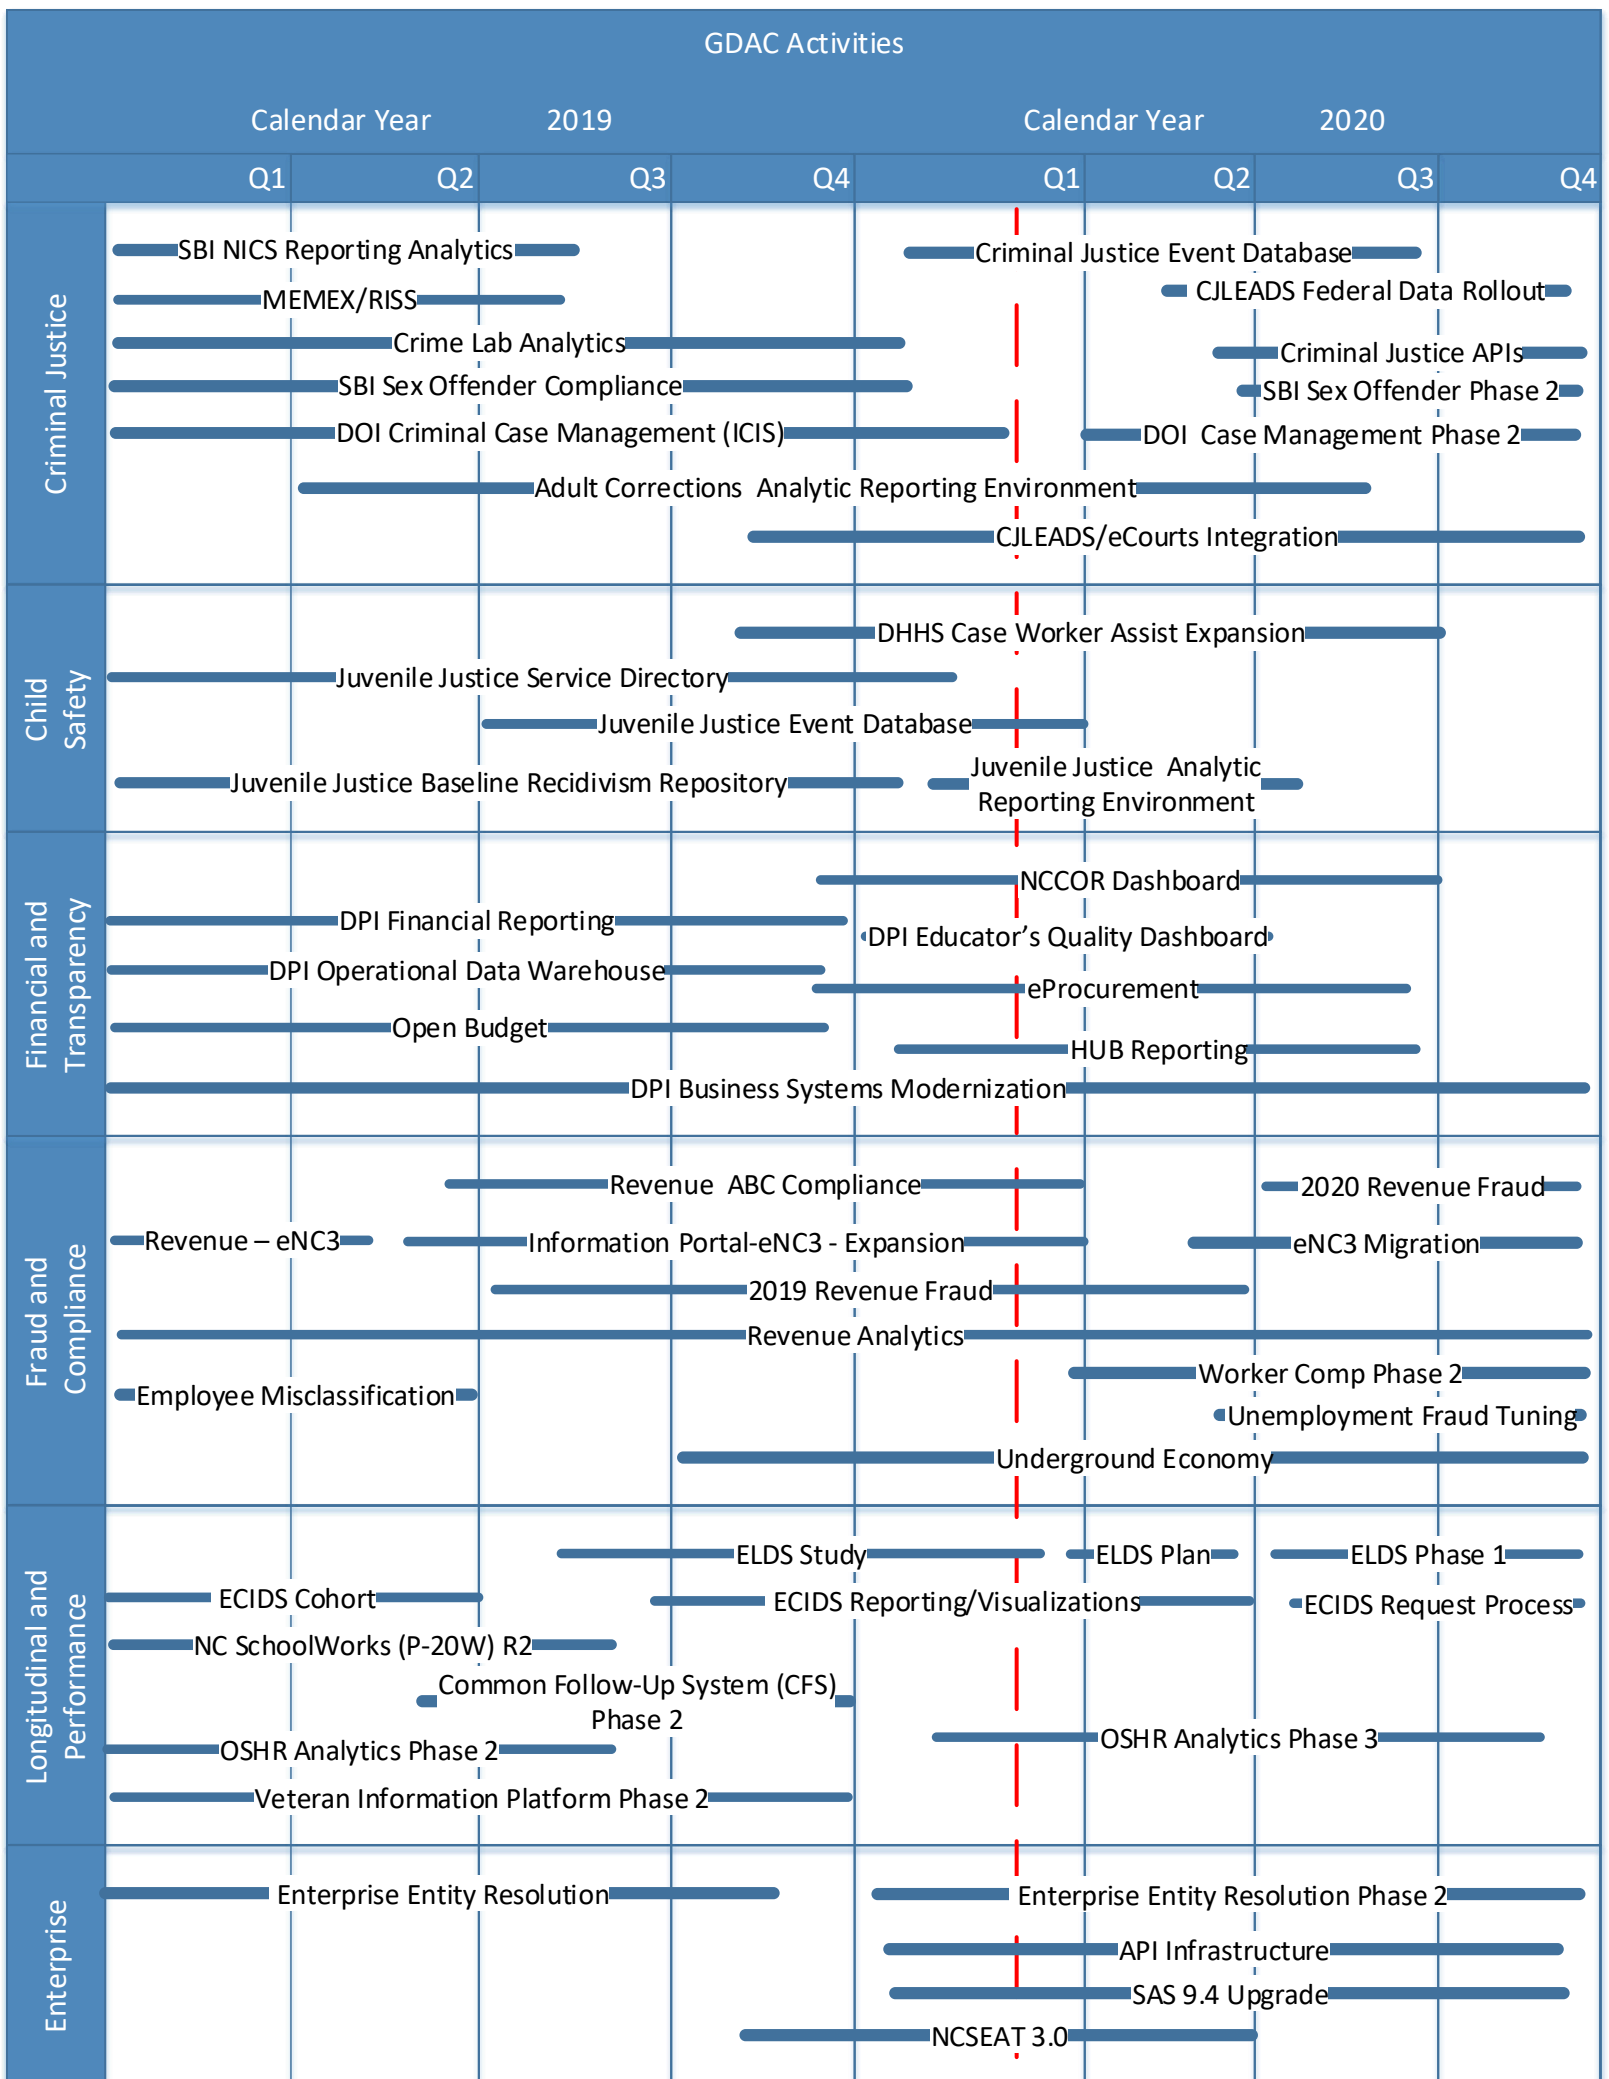 GDAC Activities
Calendar Year 2019 Calendar Year 2020
Q1 Q2 Q3 Q4 Q1 Q2 Q3 Q4
Criminal Justice
SBI NICS Reporting Analytics
Criminal Justice Event Database
CJLEADS Federal Data Rollout
MEMEX/RISS
Crime Lab Analytics
Criminal Justice APIs
SBI Sex Offender Compliance
SBI Sex Offender Phase 2
DOI Criminal Case Management (ICIS)
DOI Case Management Phase 2
Adult Corrections Analytic Reporting Environment
CJLEADS/eCourts Integration
Child
Safety
DHHS Case Worker Assist Expansion
Juvenile Justice Service Directory
Juvenile Justice Event Database
Juvenile Justice Baseline Recidivism Repository
Juvenile Justice Analytic
Reporting Environment
Financial and
Transparency
NCCOR Dashboard
DPI Financial Reporting
DPI Educator’s Quality Dashboard
DPI Operational Data Warehouse
eProcurement
Open Budget
HUB Reporting
DPI Business Systems Modernization
Fraud and
Compliance
Revenue ABC Compliance
2020 Revenue Fraud
Revenue – eNC3
Information Portal-eNC3 - Expansion
eNC3 Migration
2019 Revenue Fraud
Revenue Analytics
Worker Comp Phase 2
Employee Misclassification
Unemployment Fraud Tuning
Underground Economy
Longitudinal and
Performance
ELDS Study
ELDS Plan
ELDS Phase 1
ECIDS Cohort
ECIDS Reporting/Visualizations
ECIDS Request Process
NC SchoolWorks (P-20W) R2
Common Follow-Up System (CFS)
Phase 2
OSHR Analytics Phase 2
OSHR Analytics Phase 3
Veteran Information Platform Phase 2
Enterprise
Enterprise Entity Resolution
Enterprise Entity Resolution Phase 2
API Infrastructure
SAS 9.4 Upgrade
NCSEAT 3.0